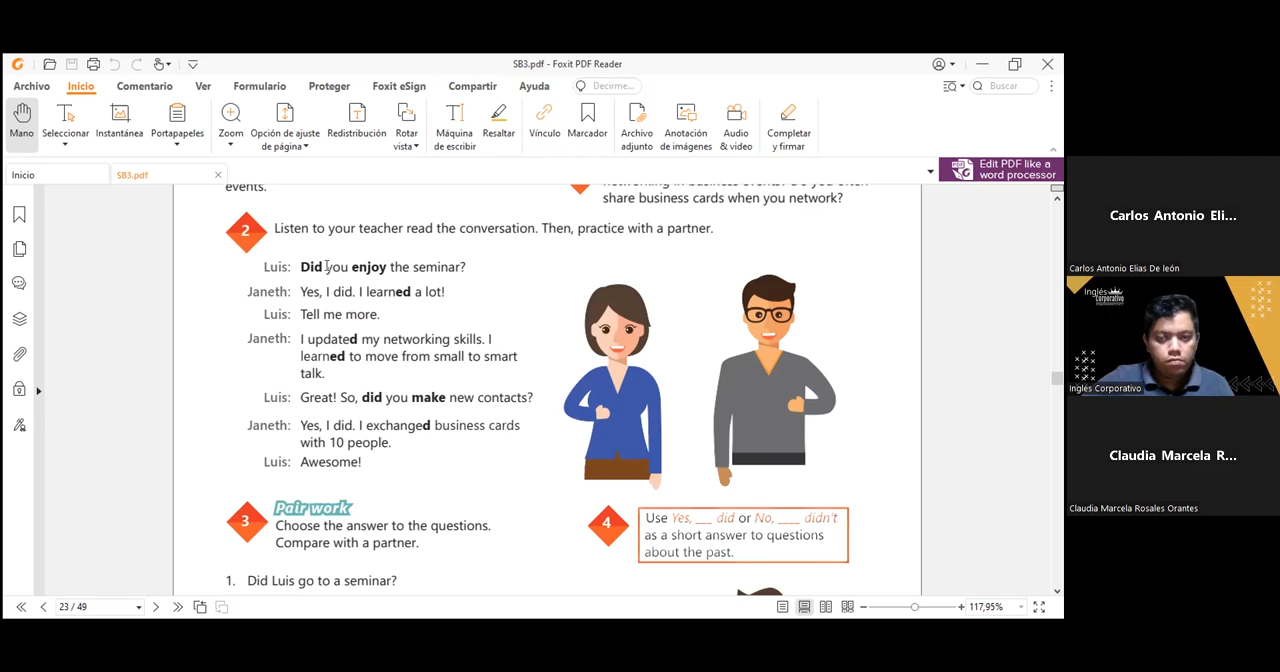 SB3.pdf - Foxit PDF Reader
Archivo Inicio Comentario Ver Formulario Proteger Foxit eSign Compartir Ayuda Decirme... Buscar
Mano Seleccionar Instantánea Portapapeles Zoom Opción de ajuste de página Redistribución Rotar vista Máquina de escribir Resaltar Vínculo Marcador Archivo adjunto Anotación de imágenes Audio & video Completar y firmar
Inicio SB3.pdf
Edit PDF like a
word processor
events.
networking in business events? Do you often
share business cards when you network?
2 Listen to your teacher read the conversation. Then, practice with a partner.
Luis: Did you enjoy the seminar?
Janeth: Yes, I did. I learned a lot!
Luis: Tell me more.
Janeth: I updated my networking skills. I
learned to move from small to smart
talk.
Luis: Great! So, did you make new contacts?
Janeth: Yes, I did. I exchanged business cards
with 10 people.
Luis: Awesome!
3 Pair work
Choose the answer to the questions.
Compare with a partner.
4 Use Yes, ___ did or No, ____ didn't
as a short answer to questions
about the past.
1. Did Luis go to a seminar?
23 / 49
117,95%
Carlos Antonio Eli...
Carlos Antonio Elias De león
Inglés
Corporativo
Inglés Corporativo
Claudia Marcela R...
Claudia Marcela Rosales Orantes